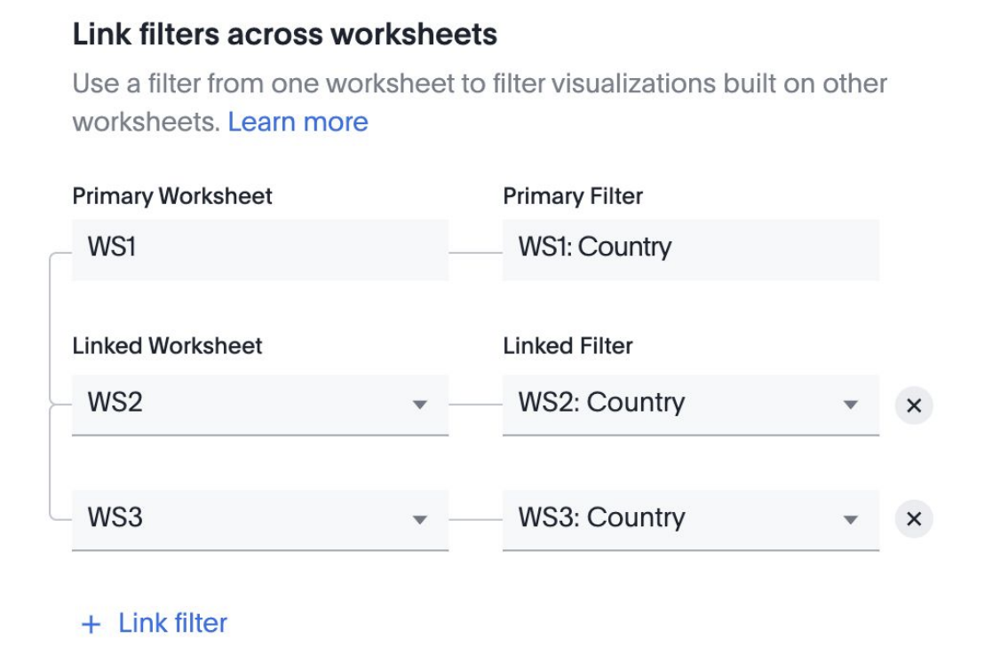 Link filters across worksheets
Use a filter from one worksheet to filter visualizations built on other
worksheets. Learn more
Primary Worksheet
Primary Filter
WS1
WS1: Country
Linked Worksheet
Linked Filter
WS2
WS2: Country
WS3
WS3: Country
+ Link filter